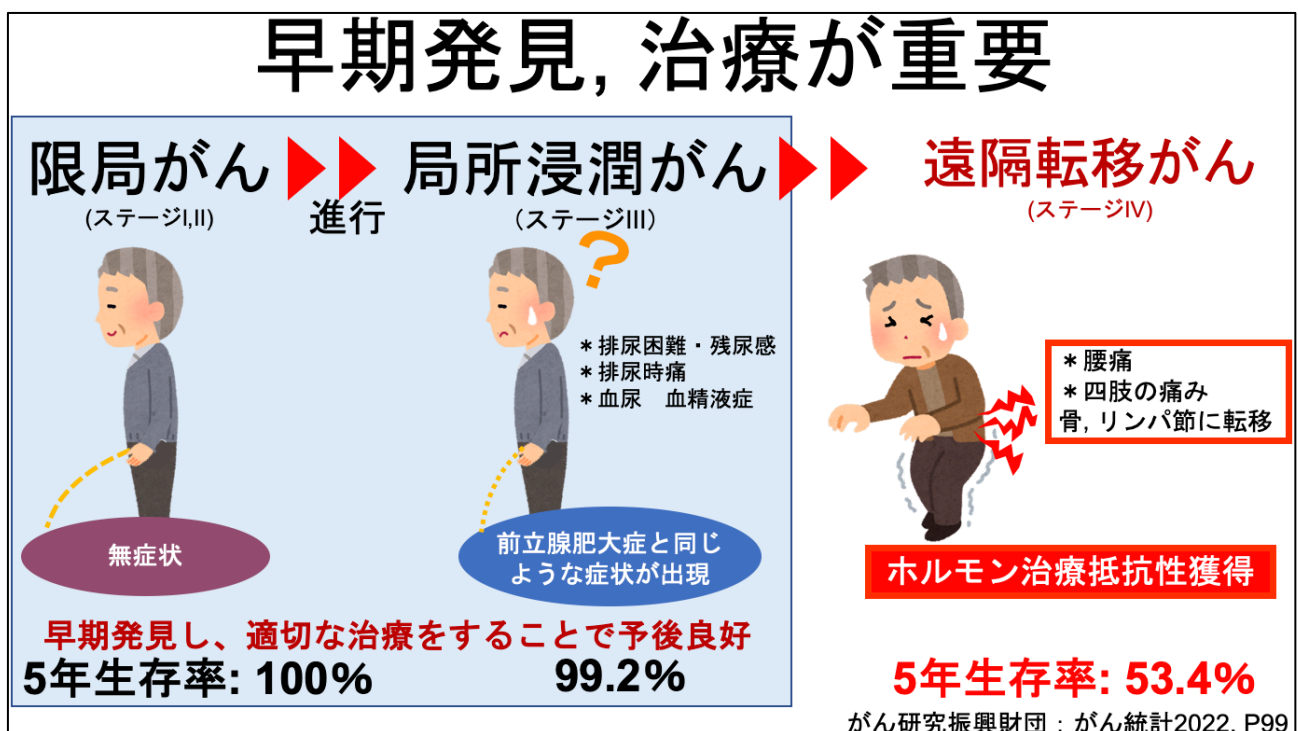 早期発見, 治療が重要
限局がん
(ステージI,II)
進行
局所浸潤がん
（ステージIII）
?
＊排尿困難・残尿感
＊排尿時痛
＊血尿　血精液症
無症状
前立腺肥大症と同じ
ような症状が出現
早期発見し、適切な治療をすることで予後良好
5年生存率: 100%
99.2%
遠隔転移がん
(ステージIV)
＊腰痛
＊四肢の痛み
骨, リンパ節に転移
ホルモン治療抵抗性獲得
5年生存率: 53.4%
がん研究振興財団：がん統計2022, P99